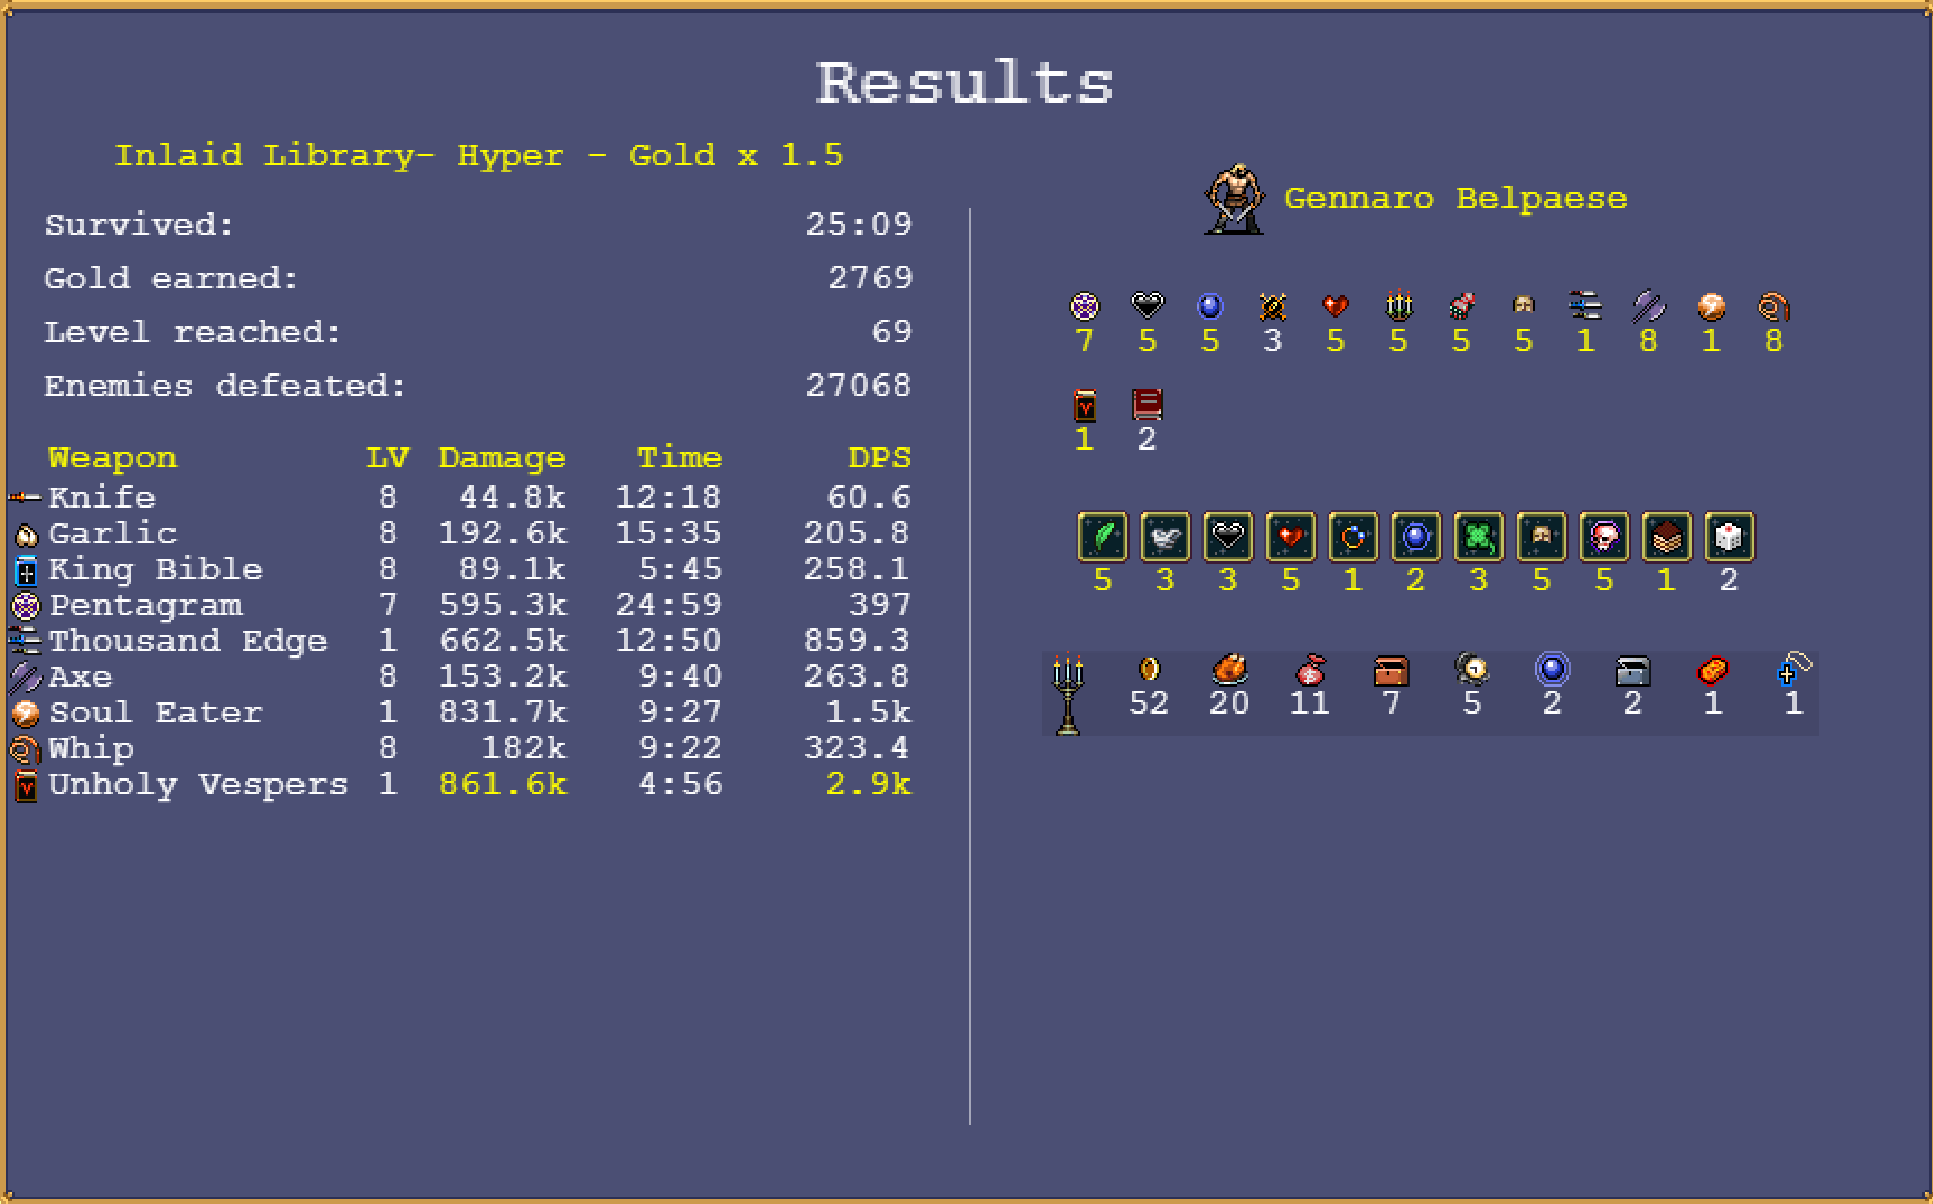 Results
Inlaid Library- Hyper - Gold x 1.5
Survived: 25:09
Gold earned: 2769
Level reached: 69
Enemies defeated: 27068
Weapon LV Damage Time DPS
Knife 8 44.8k 12:18 60.6
Garlic 8 192.6k 15:35 205.8
King Bible 8 89.1k 5:45 258.1
Pentagram 7 595.3k 24:59 397
Thousand Edge 1 662.5k 12:50 859.3
Axe 8 153.2k 9:40 263.8
Soul Eater 1 831.7k 9:27 1.5k
Whip 8 182k 9:22 323.4
Unholy Vespers 1 861.6k 4:56 2.9k
Gennaro Belpaese
7 5 5 3 5 5 5 5 1 8 1 8
1 2
5 3 3 5 1 2 3 5 5 1 2
52 20 11 7 5 2 2 1 1